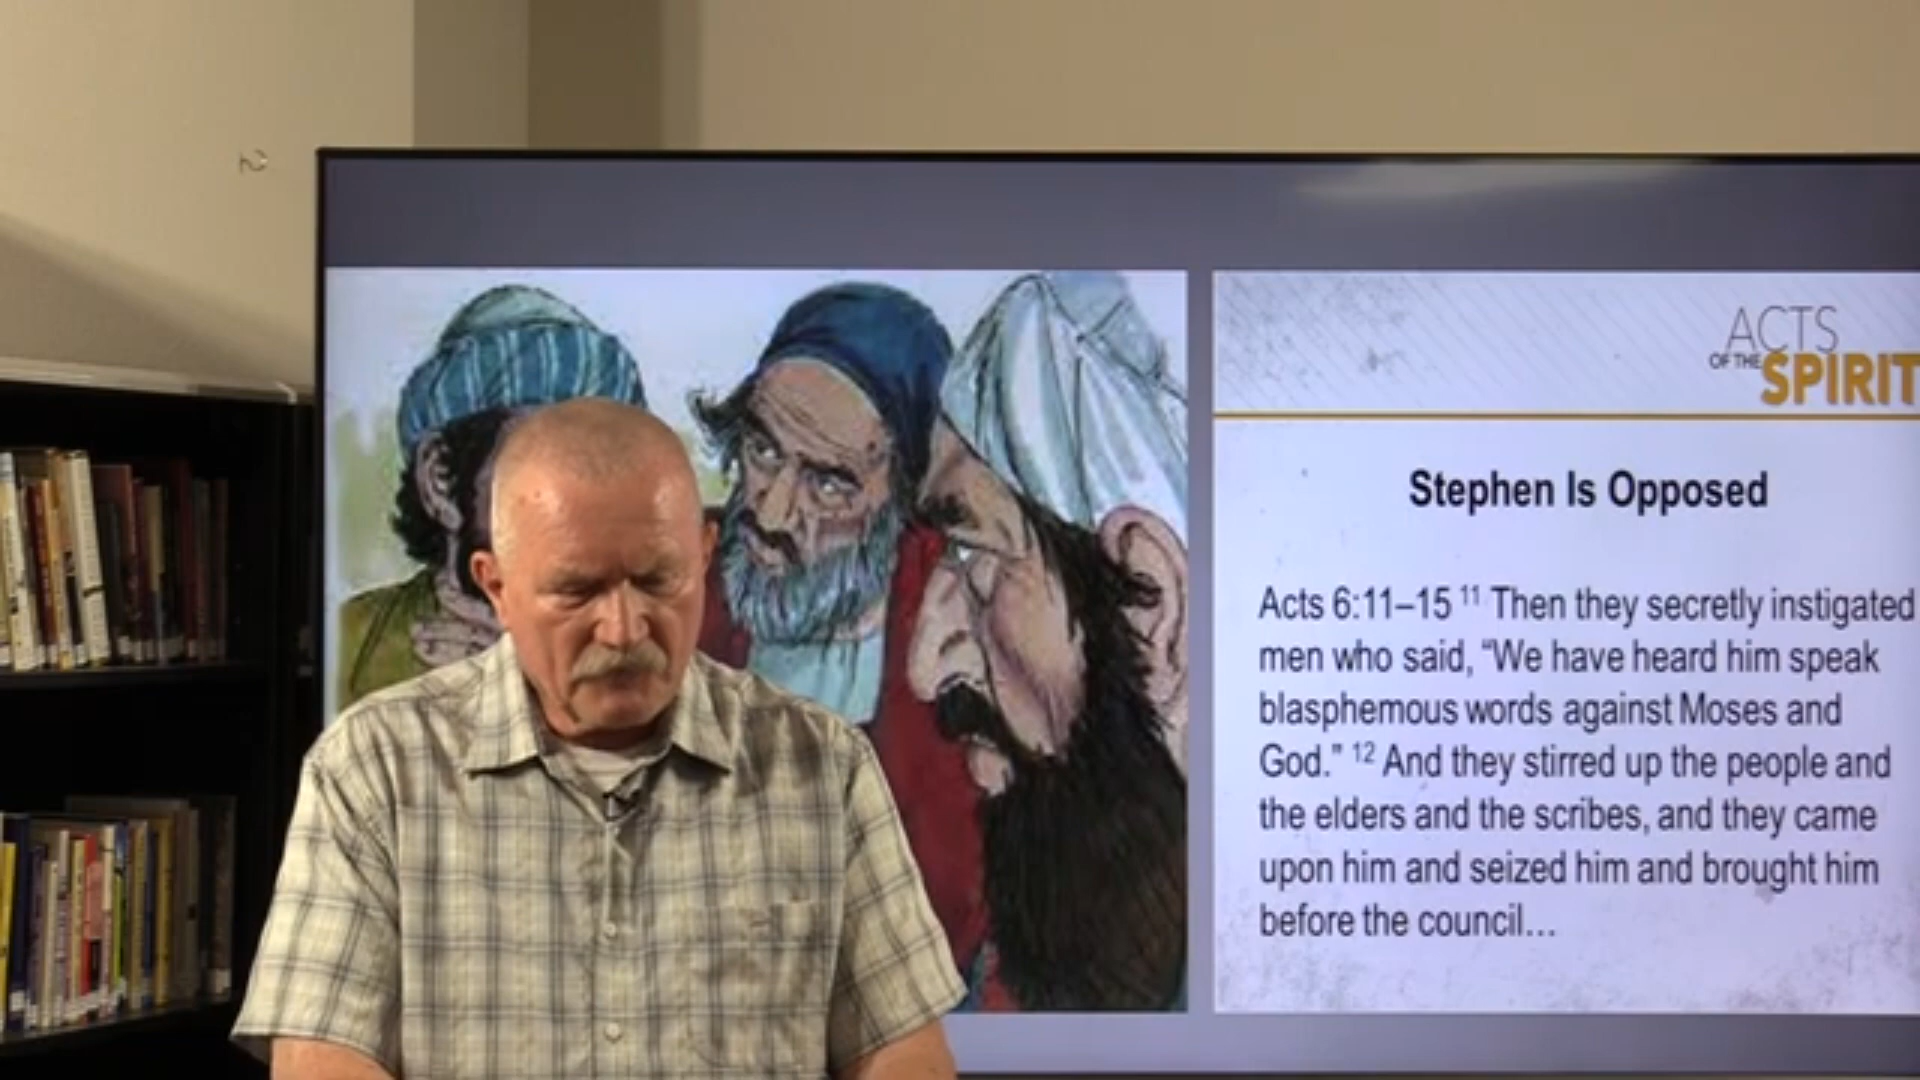 ACTS
OF THE
SPIRIT
Stephen Is Opposed
Acts 6:11–15 ¹¹ Then they secretly instigated
men who said, “We have heard him speak
blasphemous words against Moses and
God.” ¹² And they stirred up the people and
the elders and the scribes, and they came
upon him and seized him and brought him
before the council…